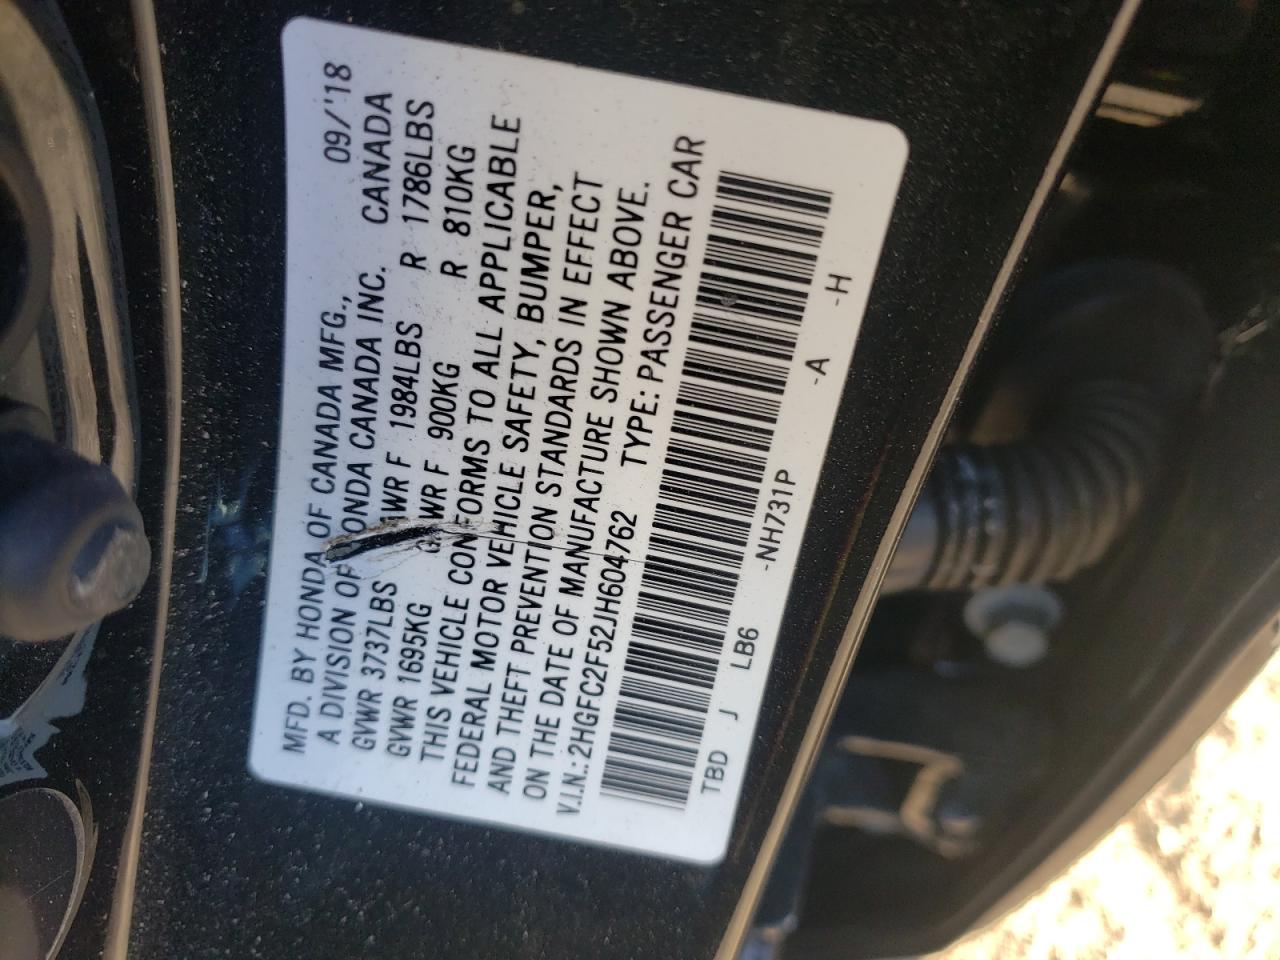 MFD. BY HONDA OF CANADA MFG., 09/'18
A DIVISION OF HONDA CANADA INC. CANADA
GVWR 3737LBS GAWR F 1984LBS R 1786LBS
GVWR 1695KG GAWR F 900KG R 810KG
THIS VEHICLE CONFORMS TO ALL APPLICABLE
FEDERAL MOTOR VEHICLE SAFETY, BUMPER,
AND THEFT PREVENTION STANDARDS IN EFFECT
ON THE DATE OF MANUFACTURE SHOWN ABOVE.
V.I.N.: 2HGFC2F52JH604762 TYPE: PASSENGER CAR
TBD J LB6 -NH731P -A -H